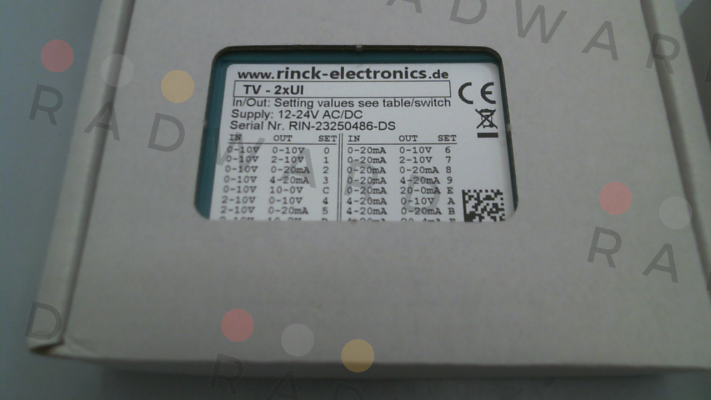 RADWARD
www.rinck-electronics.de
TV - 2xUI
In/Out: Setting values see table/switch
Supply: 12-24V AC/DC
Serial Nr. RIN-23250486-DS
IN OUT SET IN OUT SET
0-10V 0-10V 0 0-20mA 0-10V 6
0-10V 2-10V 1 0-20mA 2-10V 7
0-10V 0-20mA 2 0-20mA 0-20mA 8
0-10V 4-20mA 3 0-20mA 4-20mA 9
0-10V 10-0V C 0-20mA 20-0mA E
2-10V 0-10V 4 4-20mA 0-10V A
2-10V 0-20mA 5 4-20mA 0-20mA B
RADWARD
RA
D
RADWARD